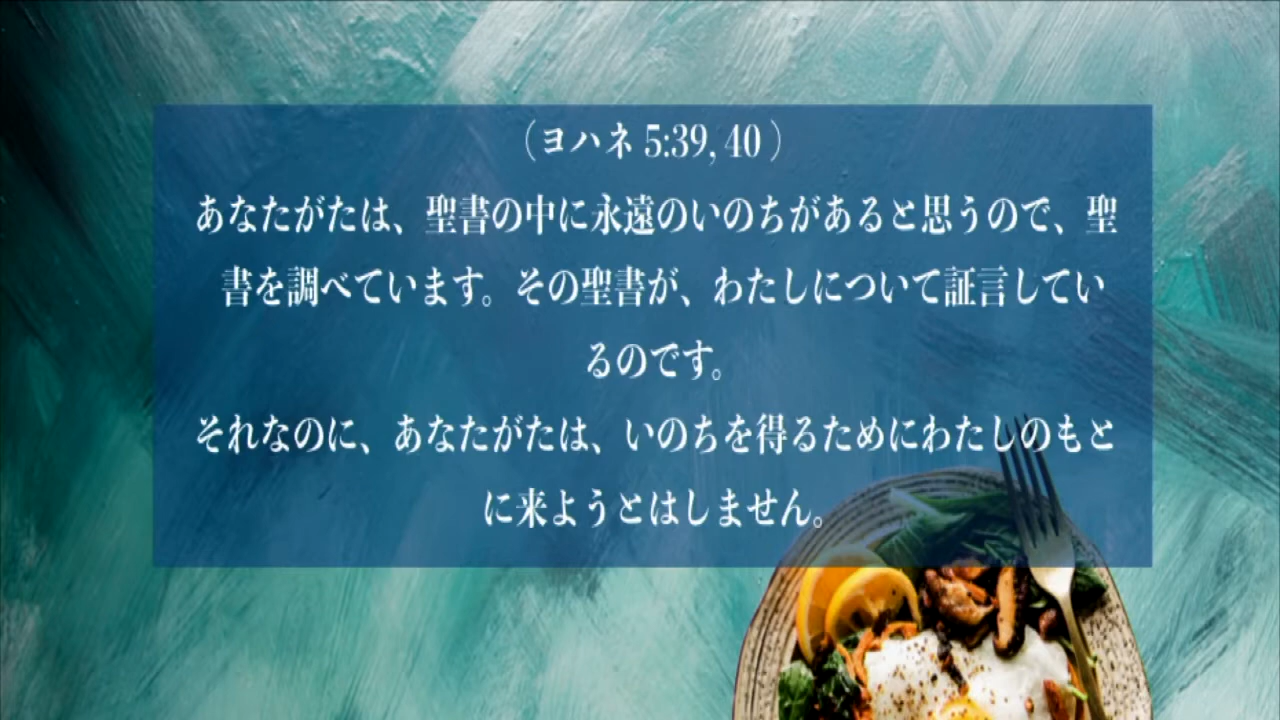 （ヨハネ 5:39, 40 ）
あなたがたは、聖書の中に永遠のいのちがあると思うので、聖
書を調べています。その聖書が、わたしについて証言してい
るのです。
それなのに、あなたがたは、いのちを得るためにわたしのもと
に来ようとはしません。